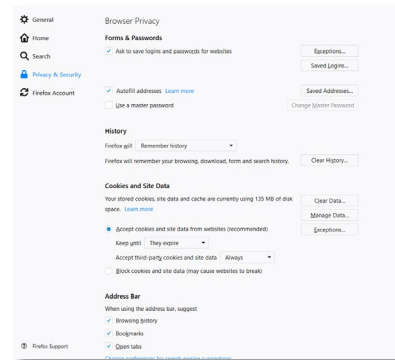 General
Home
Search
Privacy & Security
Firefox Account
Firefox Support
Browser Privacy
Forms & Passwords
Ask to save logins and passwords for websites
Exceptions...
Saved Logins...
Autofill addresses Learn more
Saved Addresses...
Use a master password
Change Master Password
History
Firefox will Remember history
Firefox will remember your browsing, download, form and search history.
Clear History...
Cookies and Site Data
Your stored cookies, site data and cache are currently using 135 MB of disk
space. Learn more
Clear Data...
Manage Data...
Accept cookies and site data from websites (recommended)
Exceptions...
Keep until They expire
Accept third-party cookies and site data Always
Block cookies and site data (may cause websites to break)
Address Bar
When using the address bar, suggest
Browsing history
Bookmarks
Open tabs
Change preferences for search engine suggestions